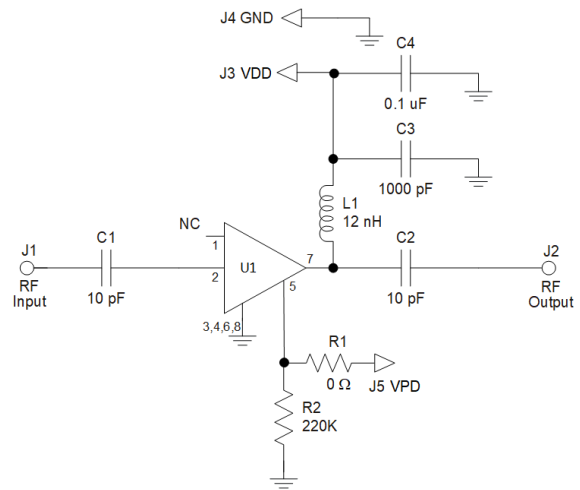 J4 GND
C4
J3 VDD
0.1 uF
C3
1000 pF
L1
12 nH
NC
1
J1
C1
U1
7
C2
J2
2
5
RF
Input
10 pF
10 pF
RF
Output
3,4,6,8
R1
0 Ω
J5 VPD
R2
220K